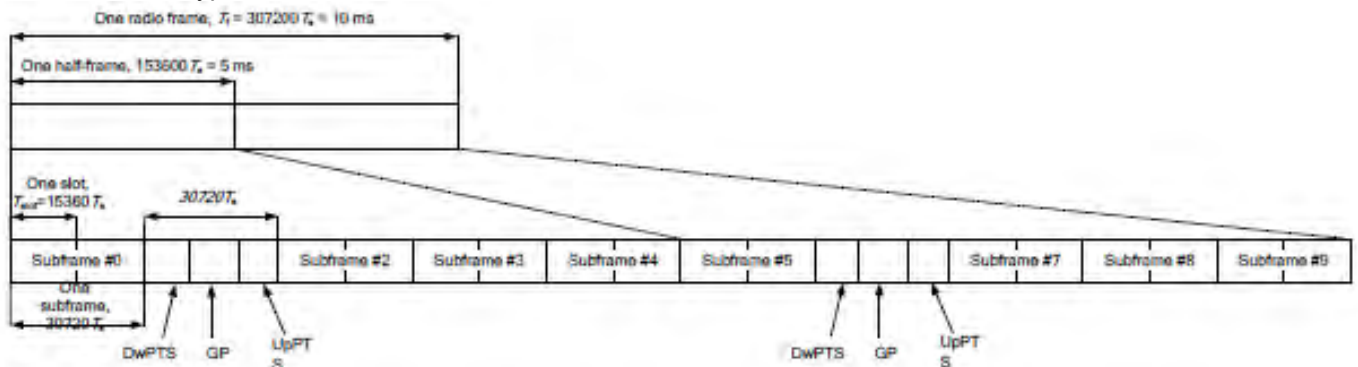 One radio frame, Tf = 307200 Ts = 10 ms
One half-frame, 153600 Ts = 5 ms
One slot,
Tslot=15360 Ts
30720Ts
Subframe #0
Subframe #2
Subframe #3
Subframe #4
Subframe #5
Subframe #7
Subframe #8
Subframe #9
One
subframe,
30720 Ts
DwPTS
GP
UpPT
S
DwPTS
GP
UpPT
S